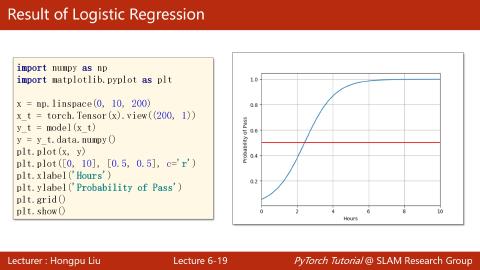 Result of Logistic Regression
import numpy as np
import matplotlib.pyplot as plt
x = np.linspace(0, 10, 200)
x_t = torch.Tensor(x).view((200, 1))
y_t = model(x_t)
y = y_t.data.numpy()
plt.plot(x, y)
plt.plot([0, 10], [0.5, 0.5], c='r')
plt.xlabel('Hours')
plt.ylabel('Probability of Pass')
plt.grid()
plt.show()
Probability of Pass
1.0
0.8
0.6
0.4
0.2
0 2 4 6 8 10
Hours
Lecturer : Hongpu Liu
Lecture 6-19
PyTorch Tutorial @ SLAM Research Group